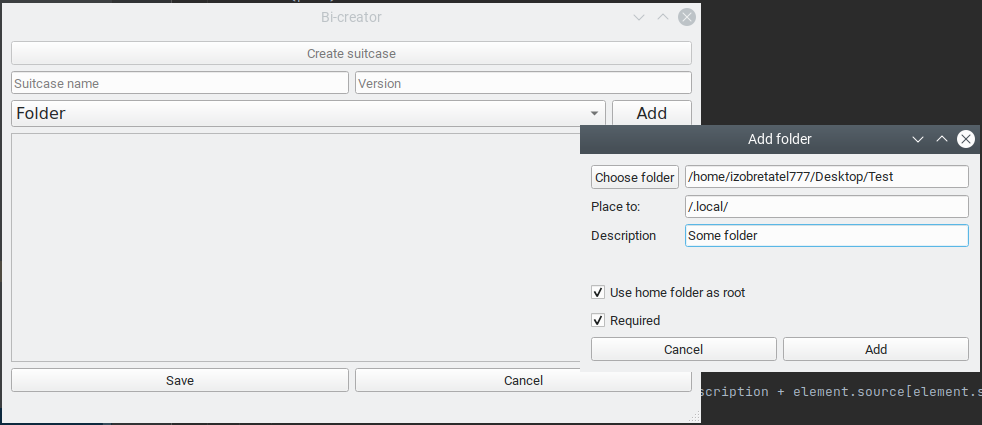 Bi-creator
Create suitcase
Suitcase name
Version
Folder
Add
Add folder
Choose folder
/home/izobretatel777/Desktop/Test
Place to:
/.local/
Description
Some folder
Use home folder as root
Required
Cancel
Add
Save
Cancel
scription + element.source[element.s